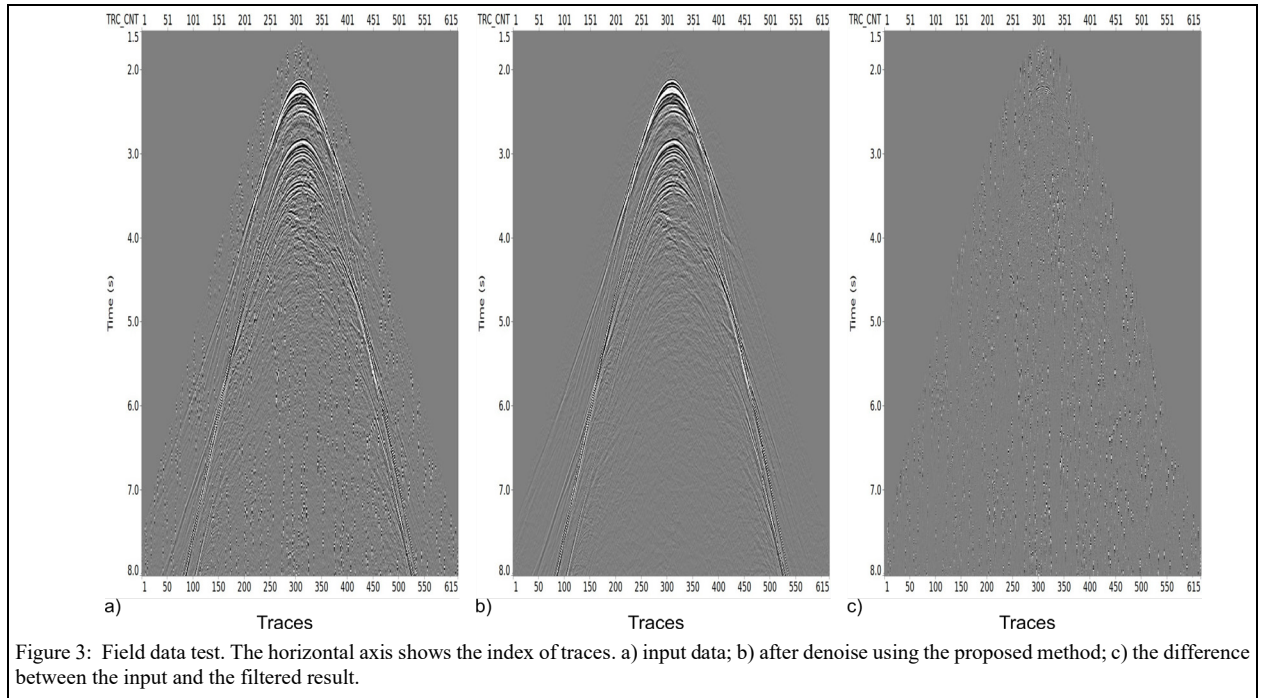 TRC_CNT 1 51 101 151 201 251 301 351 401 451 501 551 615
1.5
2.0
3.0
4.0
5.0
6.0
7.0
8.0
Time (s)
1 50 100 150 200 250 300 350 400 450 500 550 615
a)
Traces
TRC_CNT 1 51 101 151 201 251 301 351 401 451 501 551 615
1.5
2.0
3.0
4.0
5.0
6.0
7.0
8.0
Time (s)
1 50 100 150 200 250 300 350 400 450 500 550 615
b)
Traces
TRC_CNT 1 51 101 151 201 251 301 351 401 451 501 551 615
1.5
2.0
3.0
4.0
5.0
6.0
7.0
8.0
Time (s)
1 50 100 150 200 250 300 350 400 450 500 550 615
c)
Traces
Figure 3: Field data test. The horizontal axis shows the index of traces. a) input data; b) after denoise using the proposed method; c) the difference
between the input and the filtered result.